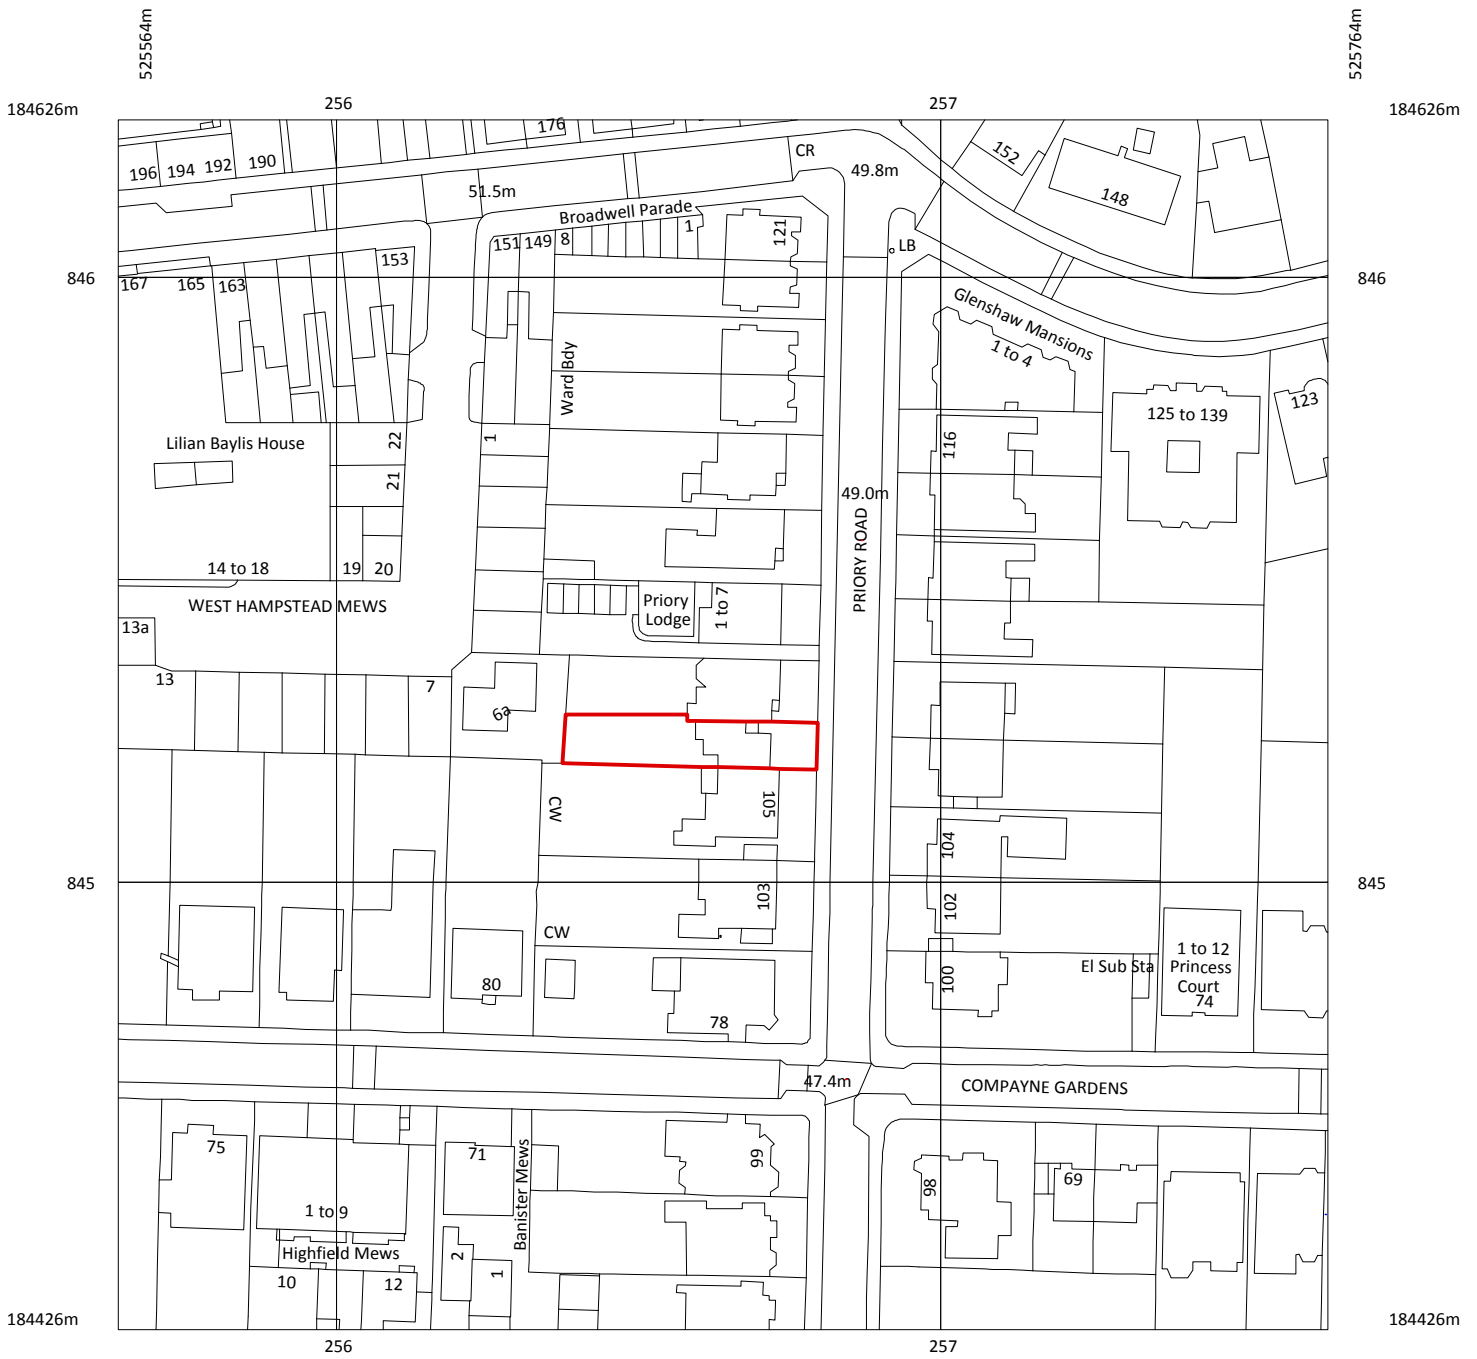 525564m
525764m
184626m
256
257
184626m
176
196
194
192
190
CR
152
49.8m
148
51.5m
Broadwell Parade
151
149
8
1
121
LB
153
846
846
167
165
163
Glenshaw Mansions
1 to 4
Ward Bdy
125 to 139
123
Lilian Baylis House
22
1
116
21
49.0m
PRIORY ROAD
14 to 18
19
20
WEST HAMPSTEAD MEWS
Priory
Lodge
1 to 7
13a
13
7
6a
CW
105
104
845
845
103
102
CW
El Sub Sta
1 to 12
Princess
Court
74
100
80
78
47.4m
COMPAYNE GARDENS
75
71
Banister Mews
99
98
69
1 to 9
Highfield Mews
2
1
10
12
184426m
184426m
256
257